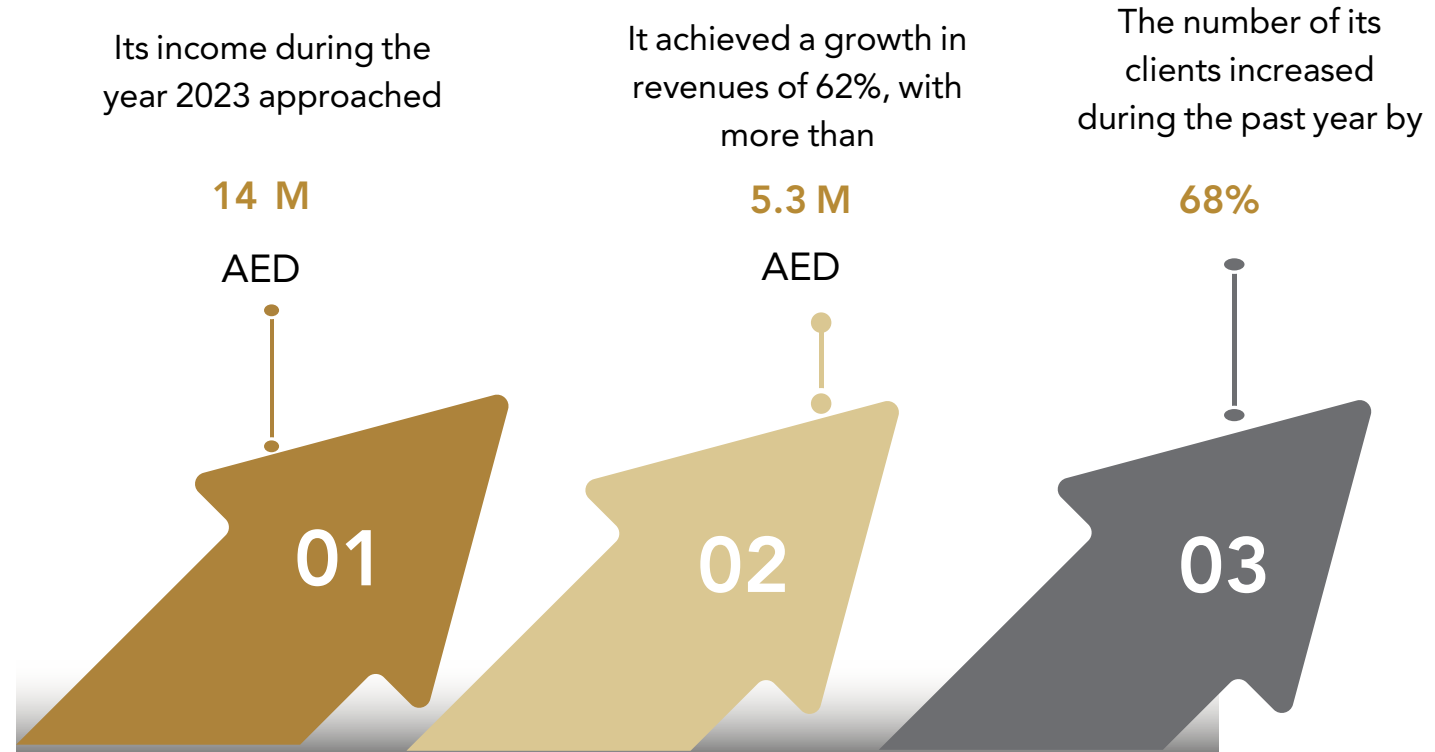 Its income during the
year 2023 approached
14 M
AED
01
It achieved a growth in
revenues of 62%, with
more than
5.3 M
AED
02
The number of its
clients increased
during the past year by
68%
03